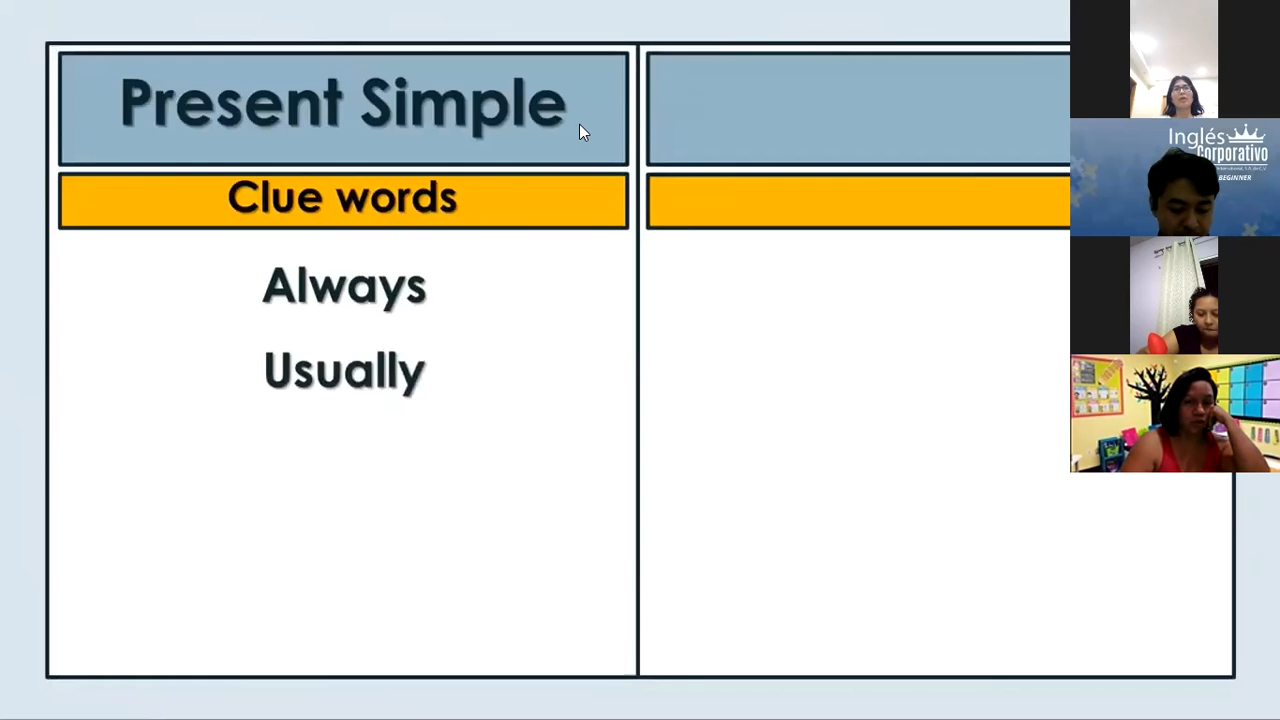 Present Simple
Clue words
Always
Usually
Inglés
Corporativo
BEGINNER